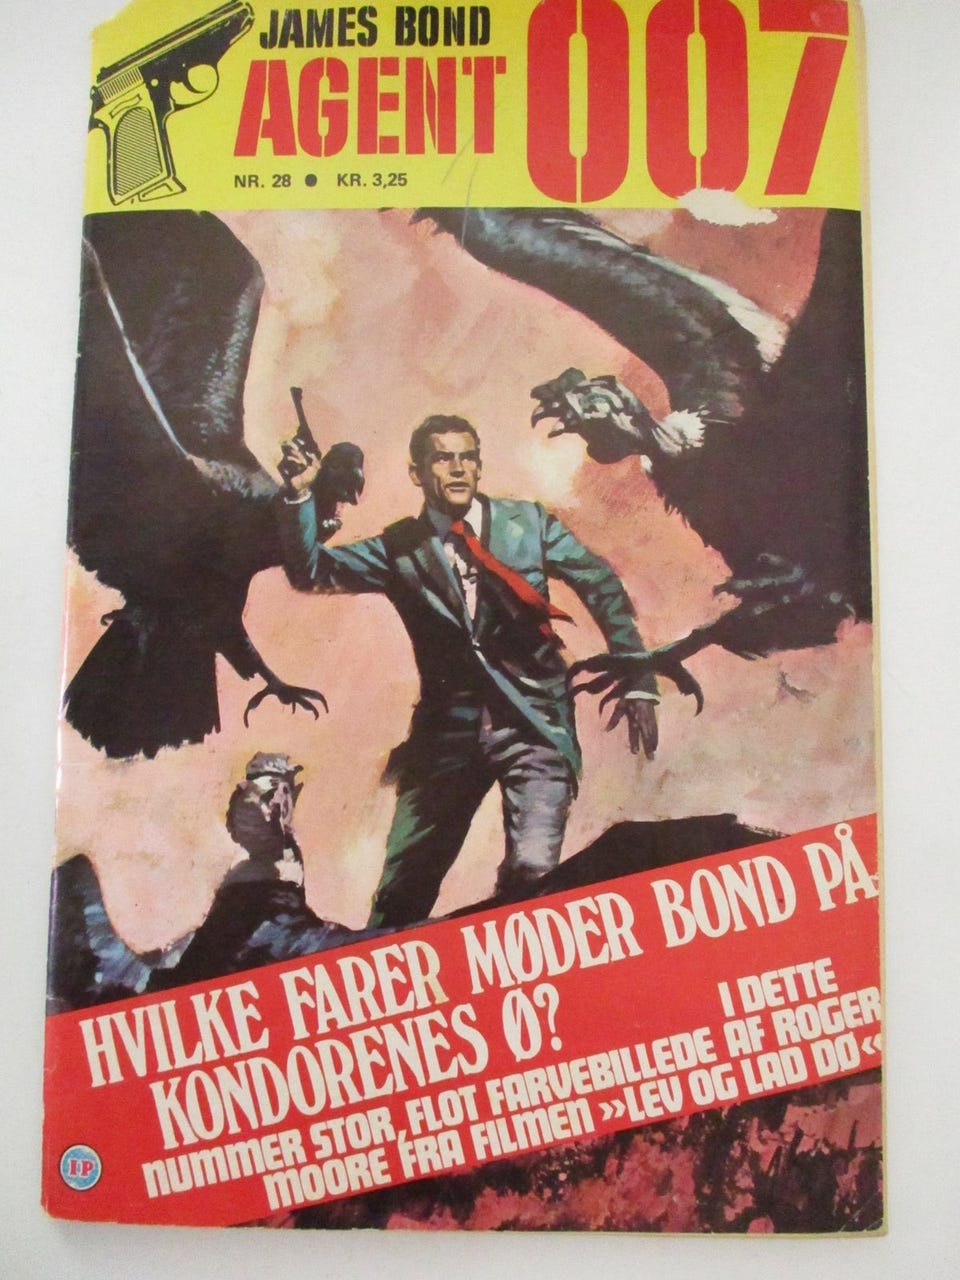 JAMES BOND
AGENT 007
NR. 28 ● KR. 3,25
HVILKE FARER MØDER BOND PÅ
KONDORENES Ø?
I DETTE
NUMMER STOR, FLOT FARVEBILLEDE AF ROGER
MOORE FRA FILMEN »LEV OG LAD DØ«
IP